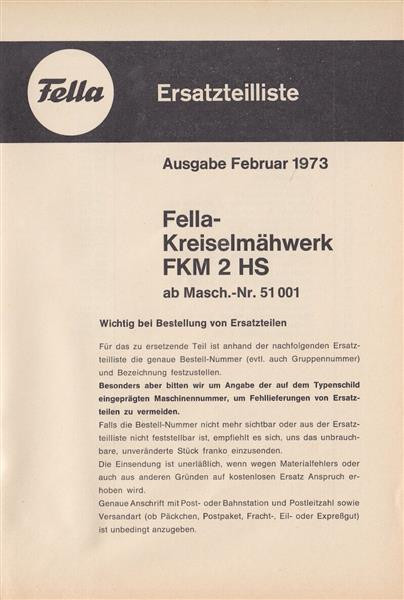 Fella
Ersatzteilliste
Ausgabe Februar 1973
Fella-
Kreiselmähwerk
FKM 2 HS
ab Masch.-Nr. 51 001
Wichtig bei Bestellung von Ersatzteilen
Für das zu ersetzende Teil ist anhand der nachfolgenden Ersatz-
teilliste die genaue Bestell-Nummer (evtl. auch Gruppennummer)
und Bezeichnung festzustellen.
Besonders aber bitten wir um Angabe der auf dem Typenschild
eingeprägten Maschinennummer, um Fehllieferungen von Ersatz-
teilen zu vermeiden.
Falls die Bestell-Nummer nicht mehr sichtbar oder aus der Ersatz-
teilliste nicht feststellbar ist, empfiehlt es sich, uns das unbrauch-
bare, unveränderte Stück franko einzusenden.
Die Einsendung ist unerläßlich, wenn wegen Materialfehlers oder
auch aus anderen Gründen auf kostenlosen Ersatz Anspruch er-
hoben wird.
Genaue Anschrift mit Post- oder Bahnstation und Postleitzahl sowie
Versandart (ob Päckchen, Postpaket, Fracht-, Eil- oder Expreßgut)
ist unbedingt anzugeben.